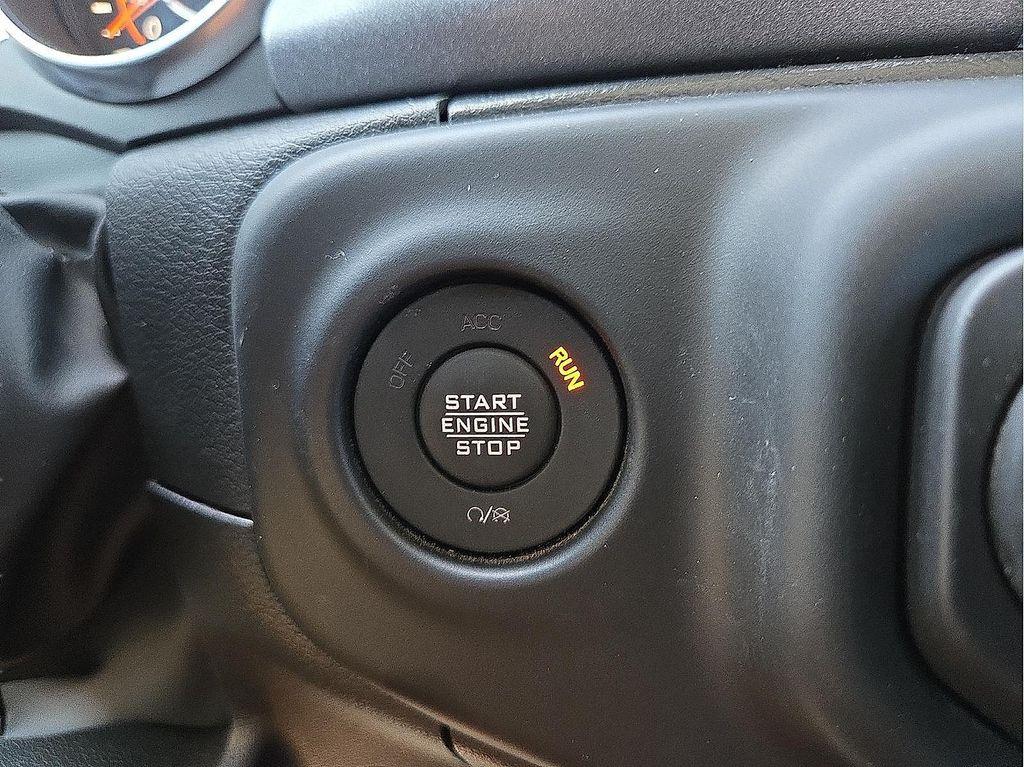 ACC
OFF
RUN
START
ENGINE
STOP